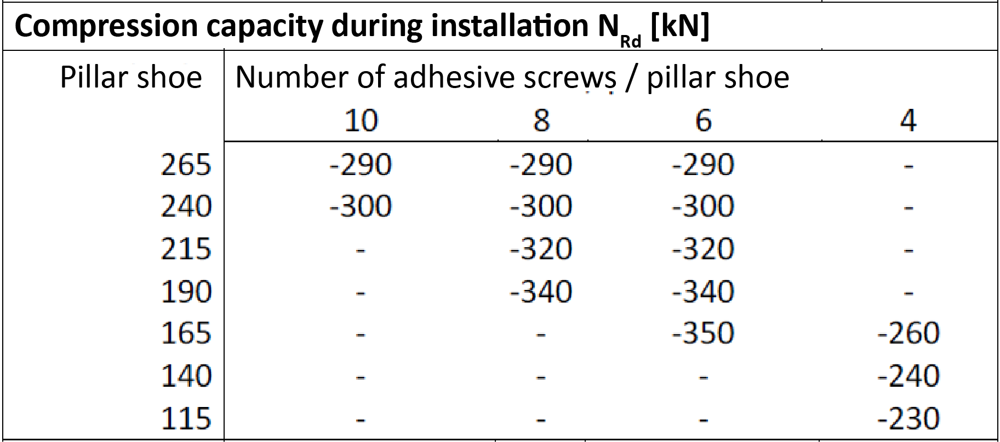 Compression capacity during installation NRd [kN]
Pillar shoe Number of adhesive screws / pillar shoe
10 8 6 4
265 -290 -290 -290 -
240 -300 -300 -300 -
215 - -320 -320 -
190 - -340 -340 -
165 - - -350 -260
140 - - - -240
115 - - - -230